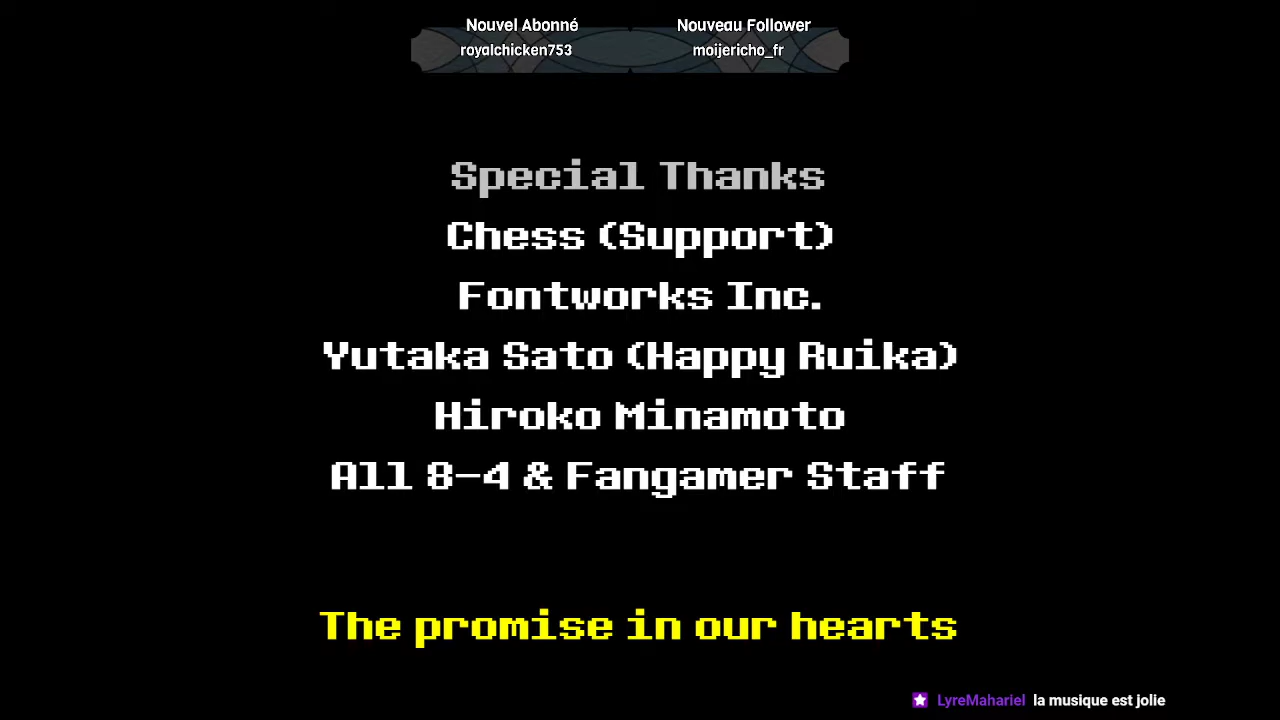 Nouvel Abonné Nouveau Follower
royalchicken753 moijericho_fr
Special Thanks
Chess (Support)
Fontworks Inc.
Yutaka Sato (Happy Ruika)
Hiroko Minamoto
All 8-4 & Fangamer Staff
The promise in our hearts
LyreMahariel la musique est jolie